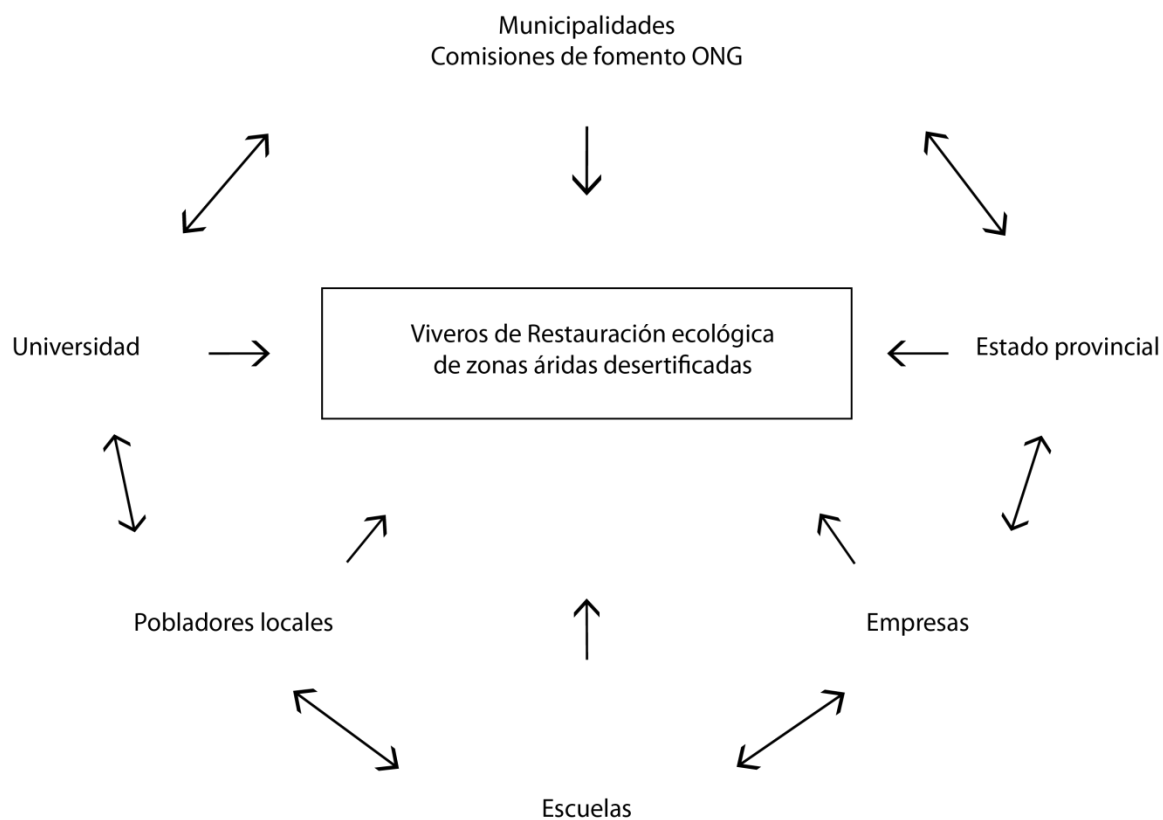 Municipalidades
Comisiones de fomento ONG
Universidad
Viveros de Restauración ecológica
de zonas áridas desertificadas
Estado provincial
Pobladores locales
Empresas
Escuelas